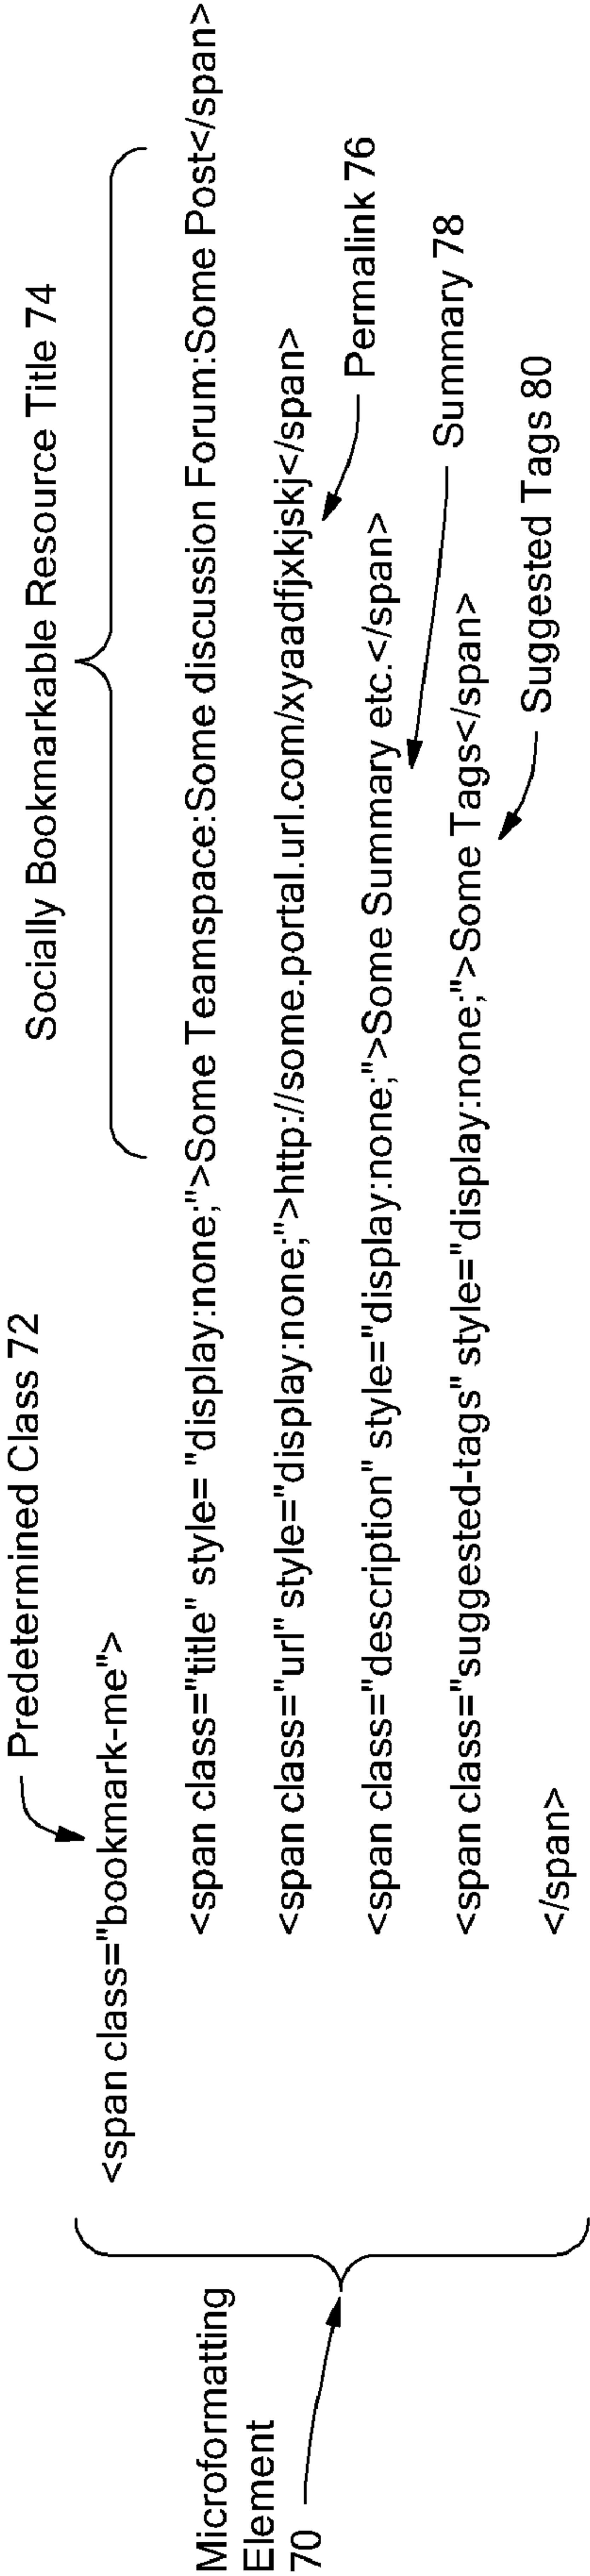 Predetermined Class 72
Socially Bookmarkable Resource Title 74
<span class="bookmark-me">
<span class="title" style= "display:none;">Some Teamspace:Some discussion Forum:Some Post</span>
<span class="url" style="display:none;">http://some.portal.url.com/xyaadfjxkjskj</span>
Permalink 76
<span class="description" style="display:none;">Some Summary etc.</span>
Summary 78
<span class="suggested-tags" style="display:none;">Some Tags</span>
Suggested Tags 80
</span>
Microformatting
Element
70